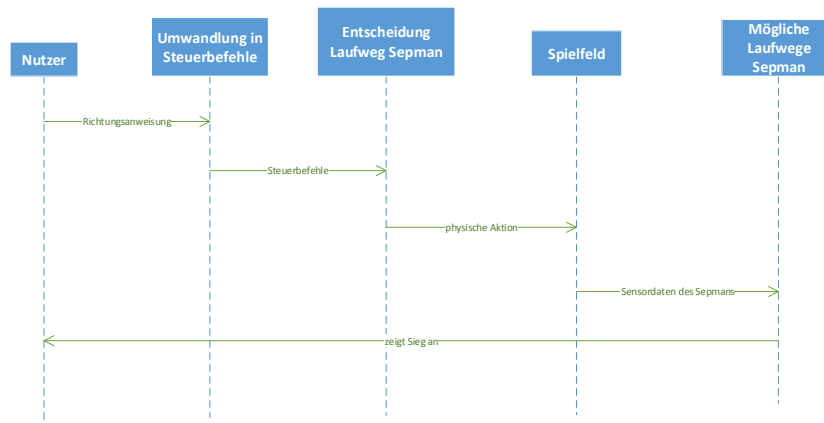 Nutzer
Umwandlung in
Steuerbefehle
Entscheidung
Laufweg Sepman
Spielfeld
Mögliche
Laufwege
Sepman
Richtungsanweisung
Steuerbefehle
physische Aktion
Sensordaten des Sepmans
zeigt Sieg an